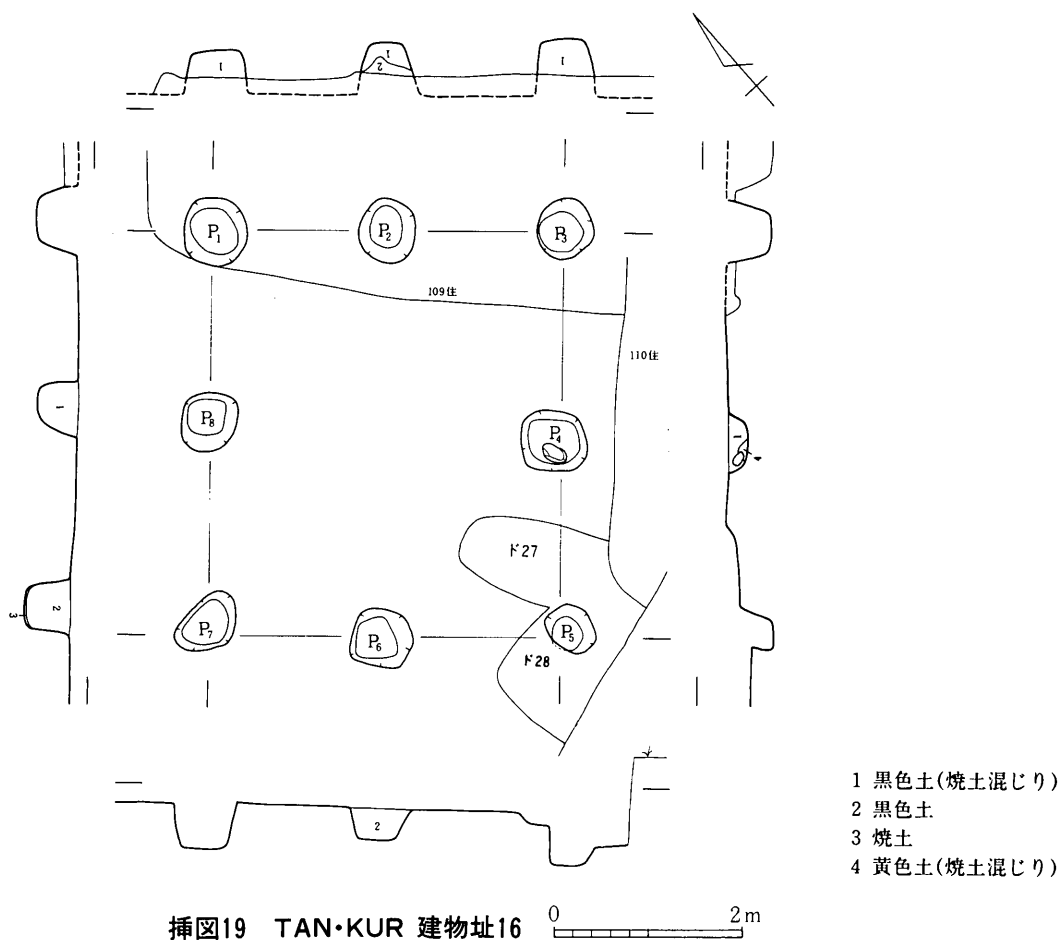 1
1
2
1
P1
P2
P3
109住
110住
1
P8
P4
1
4
ド27
3
2
P7
P6
P5
ド28
2
1 黒色土(焼土混じり)
2 黒色土
3 焼土
4 黄色土(焼土混じり)
挿図19 TAN・KUR 建物址16
0 2m